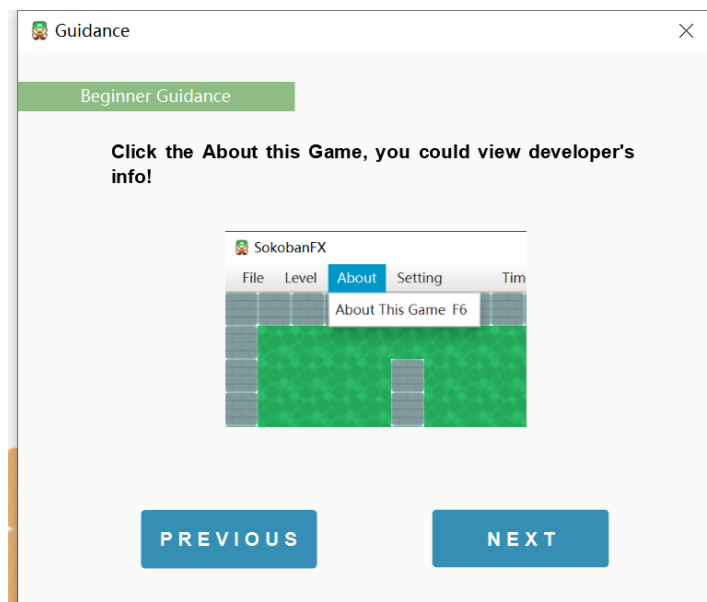 Guidance
Beginner Guidance
Click the About this Game, you could view developer's
info!
SokobanFX
File Level About Setting Tim
About This Game F6
PREVIOUS NEXT